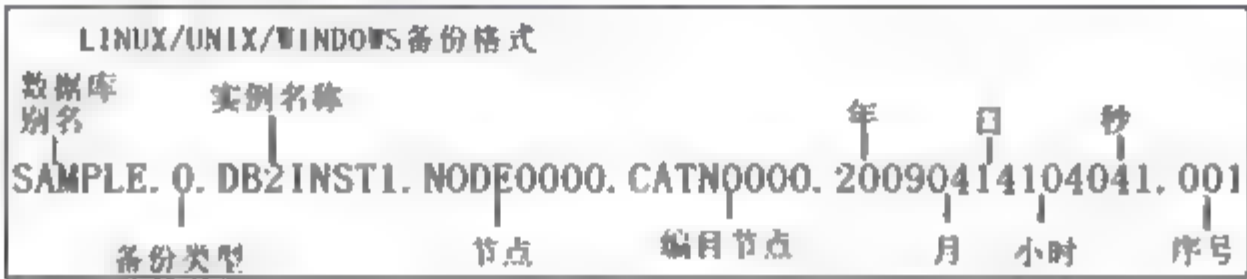 LINUX/UNIX/WINDOWS备份格式
数据库
别名
实例名称
年
日
秒
SAMPLE.0.DB2INST1.NODE0000.CATN0000.20090414104041.001
备份类型
节点
编目节点
月
小时
序号